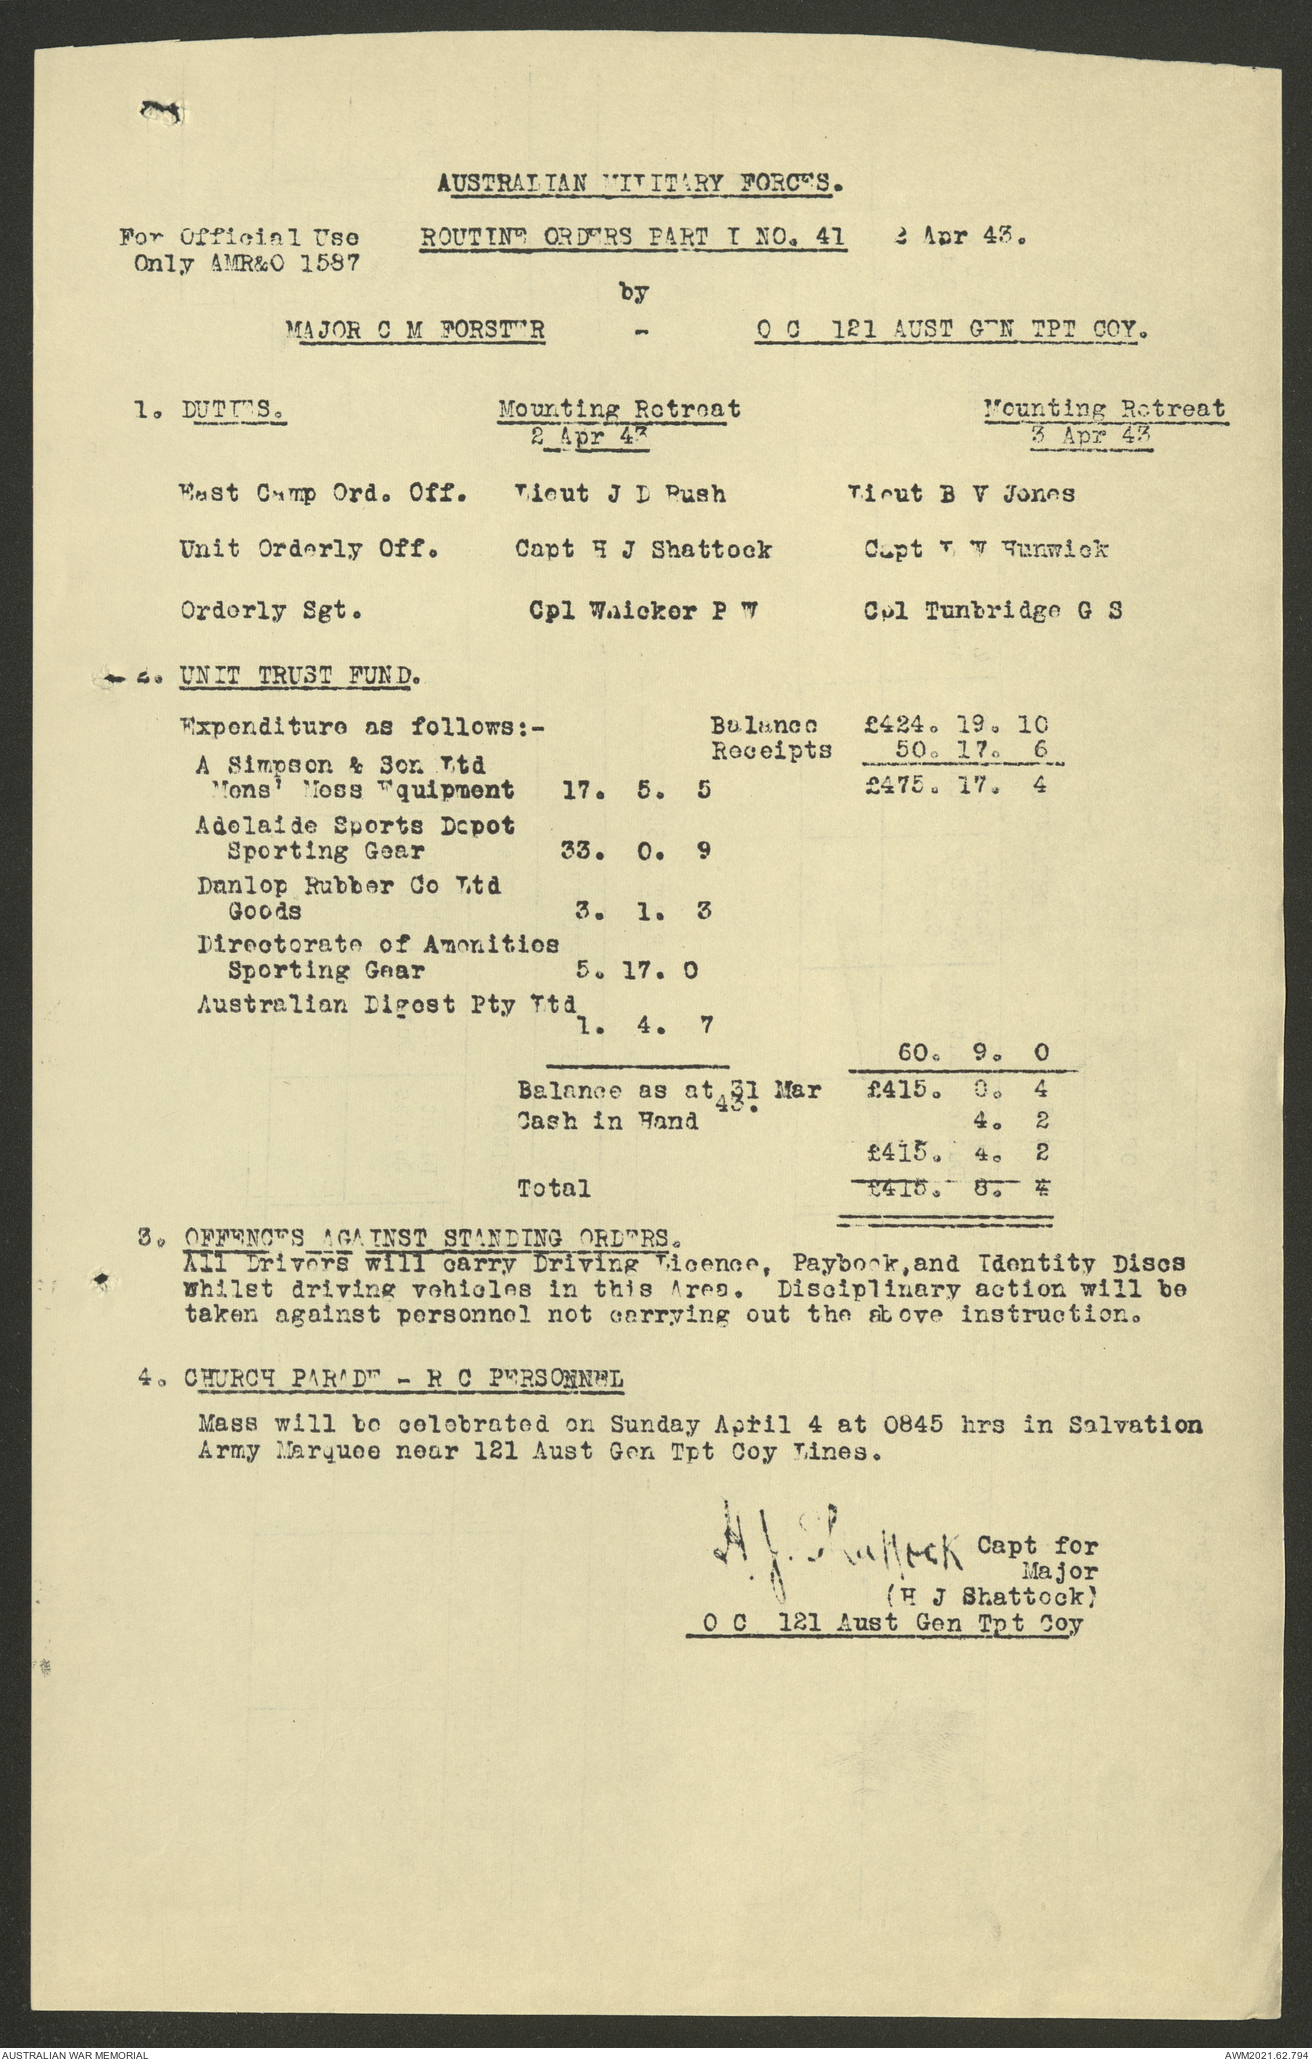 AUSTRALIAN MILITARY FORCES.
For Official Use ROUTINE ORDERS PART I NO. 41 2 Apr 43.
Only AMR&O 1587
by
MAJOR C M FORSTER - O C 121 AUST GEN TPT COY.
1. DUTIES. Mounting Retreat Mounting Retreat
2 Apr 43 3 Apr 43
East Camp Ord. Off. Lieut J D Rush Lieut B V Jones
Unit Orderly Off. Capt H J Shattock Capt L W Hunwick
Orderly Sgt. Cpl Whicker P W Cpl Tunbridge G S
2. UNIT TRUST FUND.
Expenditure as follows:- Balance £424. 19. 10
Receipts 50. 17. 6
A Simpson & Son Ltd
Mens' Mess Equipment 17. 5. 5 £475. 17. 4
Adelaide Sports Depot
Sporting Gear 33. 0. 9
Dunlop Rubber Co Ltd
Goods 3. 1. 3
Directorate of Amenities
Sporting Gear 5. 17. 0
Australian Digest Pty Ltd
1. 4. 7
60. 9. 0
Balance as at 31 Mar £415. 0. 4
43.
Cash in Hand 4. 2
£415. 4. 2
Total £415. 8. 4
3. OFFENCES AGAINST STANDING ORDERS.
All Drivers will carry Driving Licence, Paybook,and Identity Discs
whilst driving vehicles in this Area. Disciplinary action will be
taken against personnel not carrying out the above instruction.
4. CHURCH PARADE - R C PERSONNEL
Mass will be celebrated on Sunday April 4 at 0845 hrs in Salvation
Army Marquee near 121 Aust Gen Tpt Coy Lines.
H J. Shattock Capt for
Major
(H J Shattock)
O C 121 Aust Gen Tpt Coy
AUSTRALIAN WAR MEMORIAL AWM2021.62.794